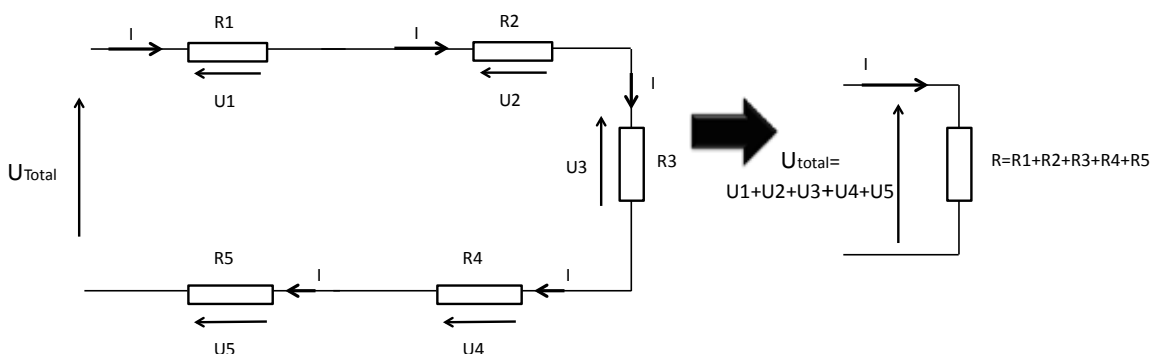 I
R1
I
R2
U1
U2
I
U3
R3
UTotal
R5
I
R4
I
U5
U4
I
Utotal=
U1+U2+U3+U4+U5
R=R1+R2+R3+R4+R5